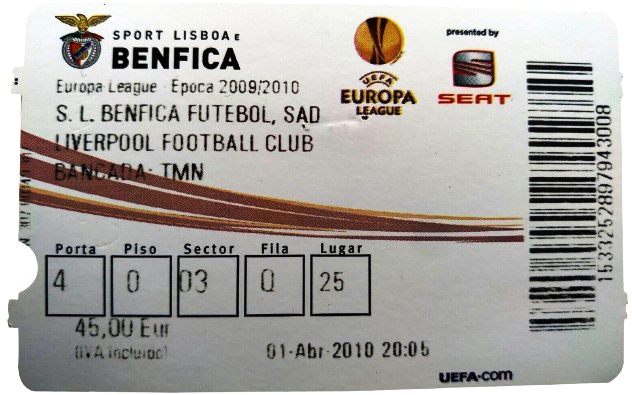 SPORT LISBOA E
BENFICA
Europa League - Época 2009/2010
S. L. BENFICA FUTEBOL, SAD
LIVERPOOL FOOTBALL CLUB
BANCADA: TMN
UEFA
EUROPA
LEAGUE
presented by
SEAT
Porta Piso Sector Fila Lugar
4 0 03 Q 25
45,00 Eur
(IVA Incluido)
01-Abr-2010 20:05
UEFA.com
1533252897943008